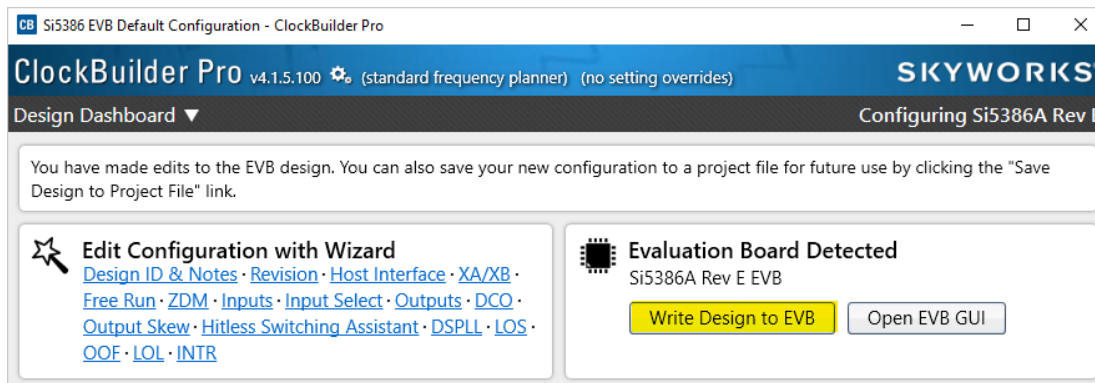 CB Si5386 EVB Default Configuration - ClockBuilder Pro
ClockBuilder Pro v4.1.5.100 (standard frequency planner) (no setting overrides) SKYWORKS
Design Dashboard ▼ Configuring Si5386A Rev E
You have made edits to the EVB design. You can also save your new configuration to a project file for future use by clicking the "Save
Design to Project File" link.
Edit Configuration with Wizard
Design ID & Notes · Revision · Host Interface · XA/XB ·
Free Run · ZDM · Inputs · Input Select · Outputs · DCO ·
Output Skew · Hitless Switching Assistant · DSPLL · LOS ·
OOF · LOL · INTR
Evaluation Board Detected
Si5386A Rev E EVB
Write Design to EVB Open EVB GUI